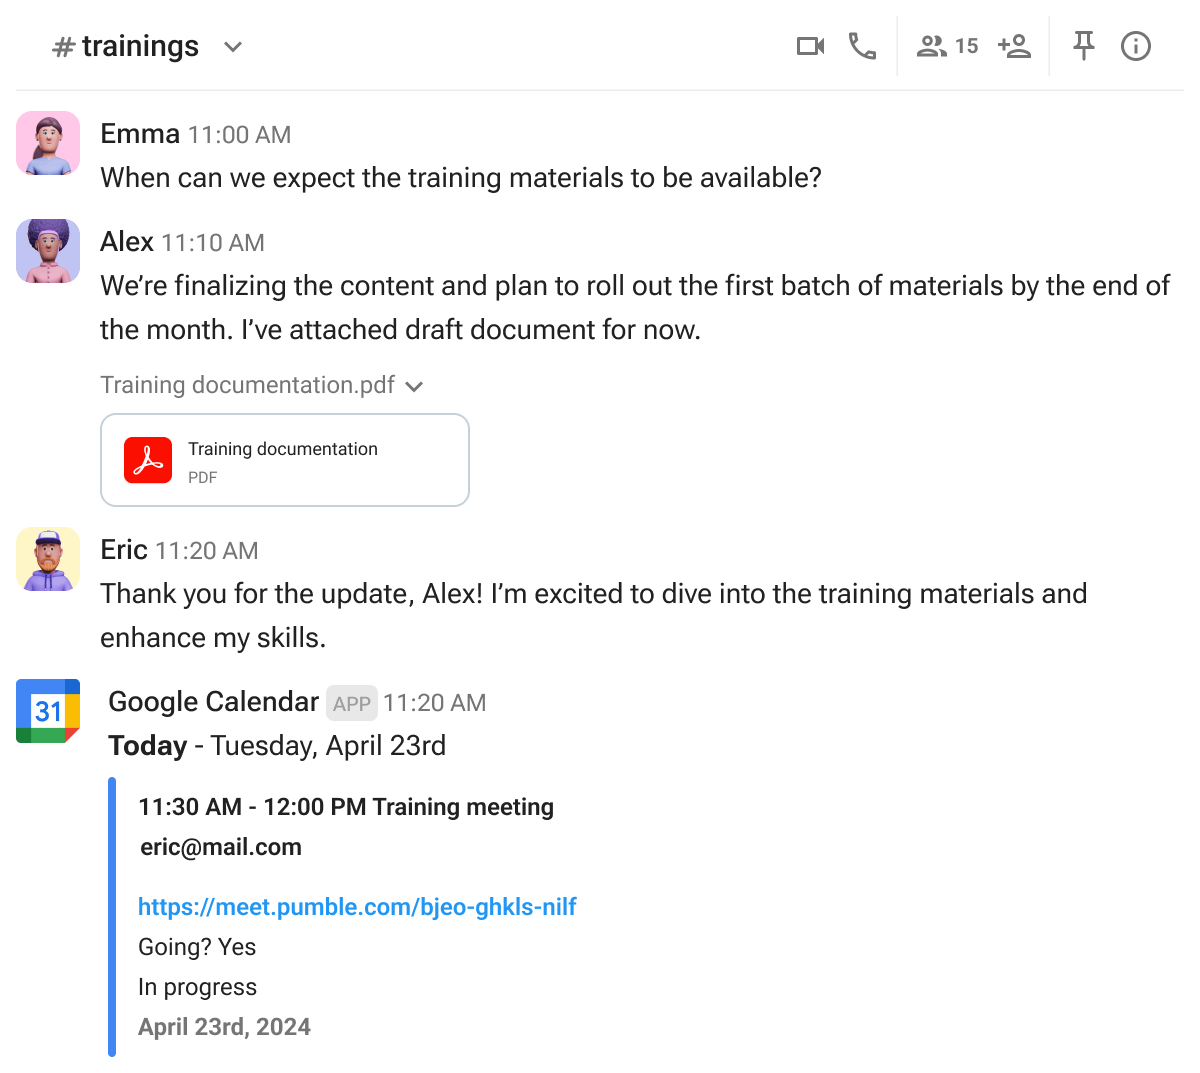 # trainings
15
Emma 11:00 AM
When can we expect the training materials to be available?
Alex 11:10 AM
We’re finalizing the content and plan to roll out the first batch of materials by the end of
the month. I’ve attached draft document for now.
Training documentation.pdf
Training documentation
PDF
Eric 11:20 AM
Thank you for the update, Alex! I’m excited to dive into the training materials and
enhance my skills.
31
Google Calendar APP 11:20 AM
Today - Tuesday, April 23rd
11:30 AM - 12:00 PM Training meeting
eric@mail.com
https://meet.pumble.com/bjeo-ghkls-nilf
Going? Yes
In progress
April 23rd, 2024